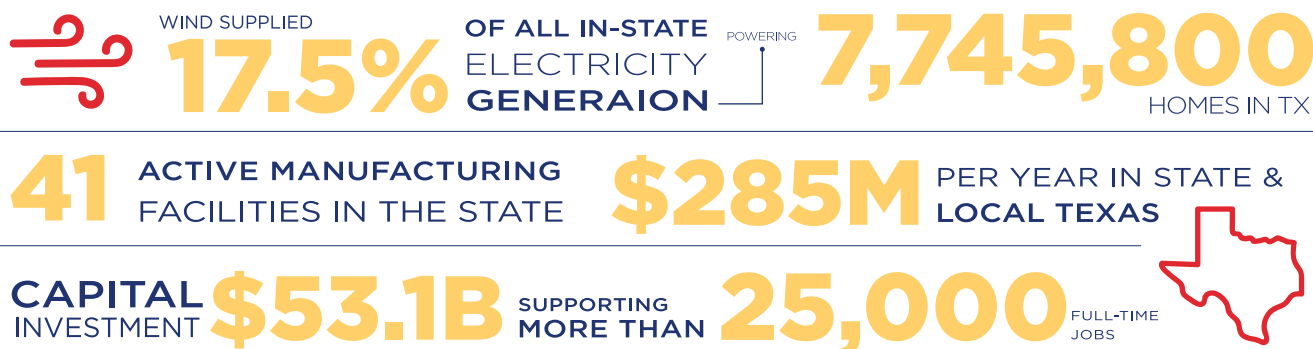 WIND SUPPLIED
17.5%
OF ALL IN-STATE
ELECTRICITY
GENERAION
POWERING
7,745,800
HOMES IN TX
41
ACTIVE MANUFACTURING
FACILITIES IN THE STATE
$285M
PER YEAR IN STATE &
LOCAL TEXAS
CAPITAL
INVESTMENT
$53.1B
SUPPORTING
MORE THAN
25,000
FULL-TIME
JOBS